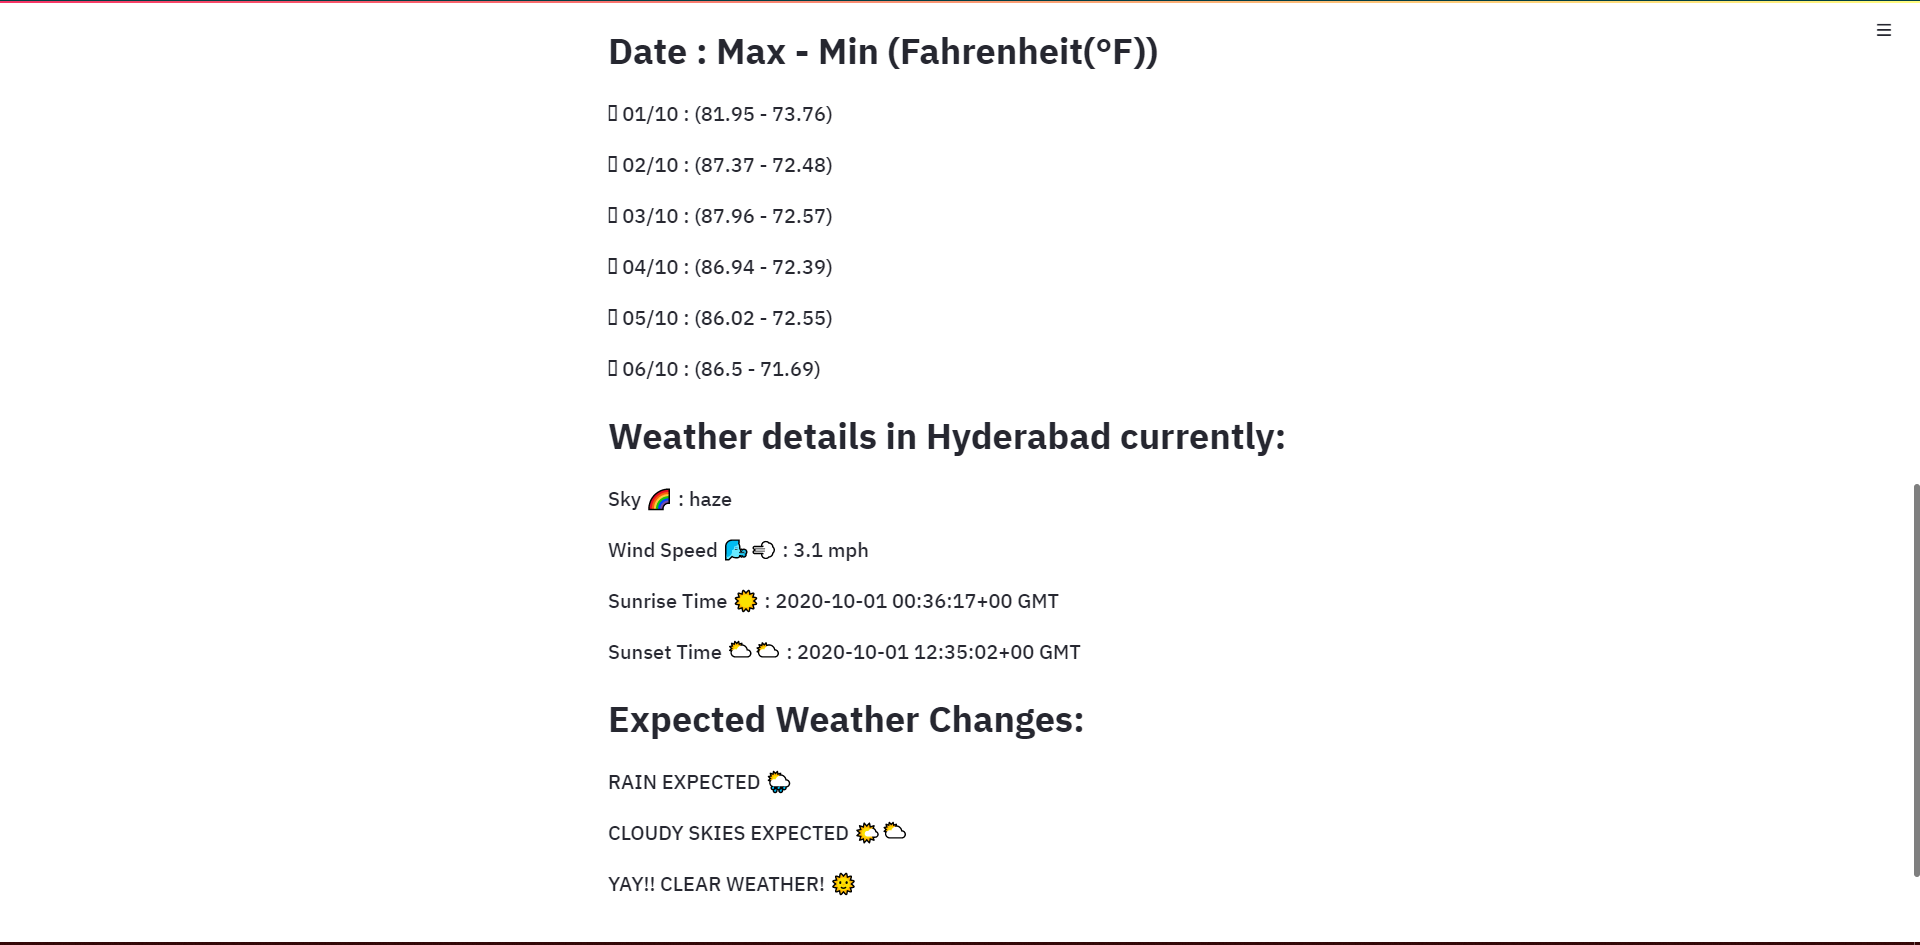 Date : Max - Min (Fahrenheit(°F))
01/10 : (81.95 - 73.76)
02/10 : (87.37 - 72.48)
03/10 : (87.96 - 72.57)
04/10 : (86.94 - 72.39)
05/10 : (86.02 - 72.55)
06/10 : (86.5 - 71.69)
Weather details in Hyderabad currently:
Sky 🌈 : haze
Wind Speed 🌬️💨 : 3.1 mph
Sunrise Time ☀️ : 2020-10-01 00:36:17+00 GMT
Sunset Time 🌥️🌥️ : 2020-10-01 12:35:02+00 GMT
Expected Weather Changes:
RAIN EXPECTED 🌦️
CLOUDY SKIES EXPECTED 🌤️🌥️
YAY!! CLEAR WEATHER! 🌞